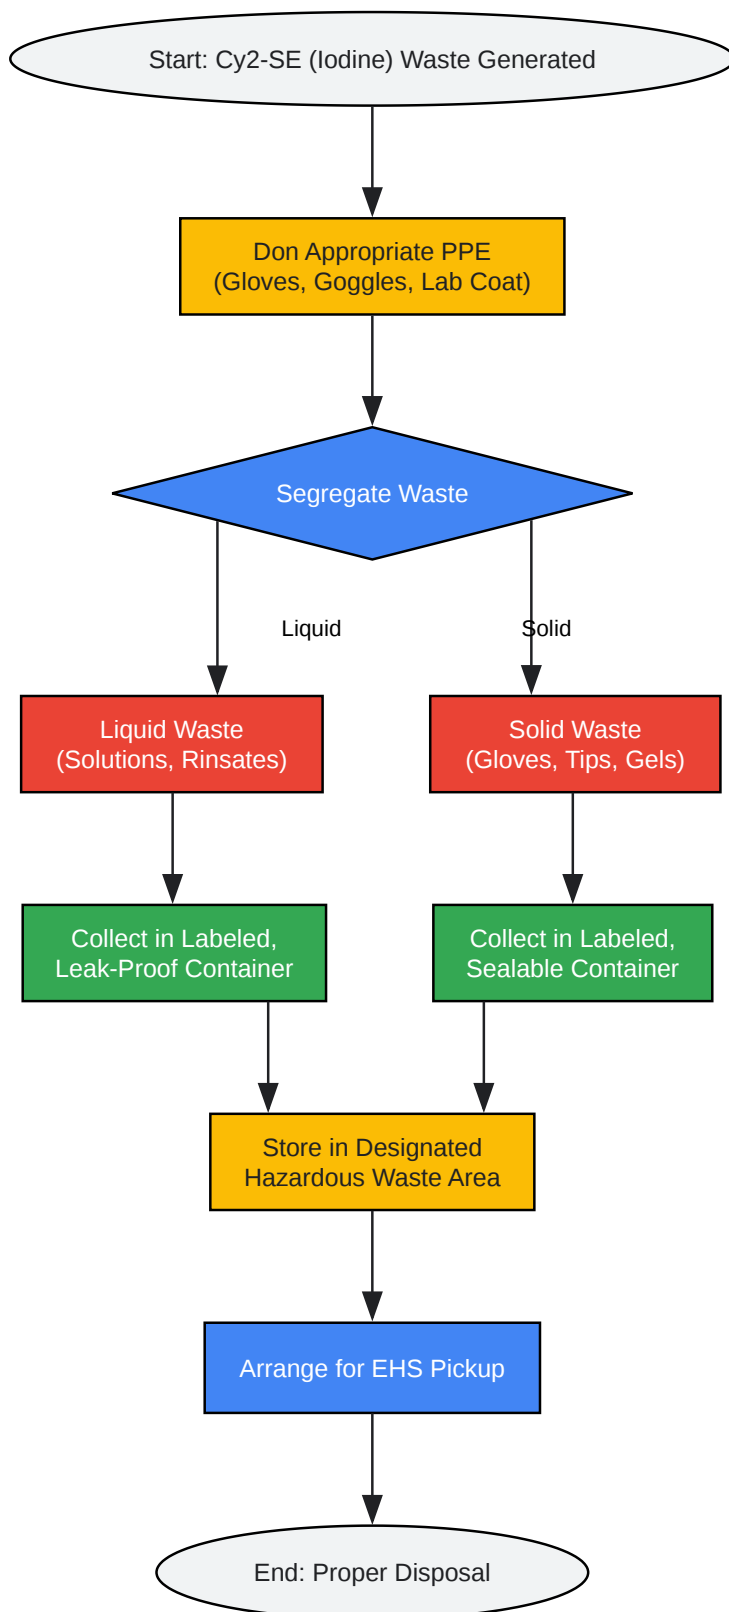 Start: Cy2-SE (Iodine) Waste Generated
Don Appropriate PPE
(Gloves, Goggles, Lab Coat)
Segregate Waste
Liquid
Solid
Liquid Waste
(Solutions, Rinsates)
Solid Waste
(Gloves, Tips, Gels)
Collect in Labeled,
Leak-Proof Container
Collect in Labeled,
Sealable Container
Store in Designated
Hazardous Waste Area
Arrange for EHS Pickup
End: Proper Disposal